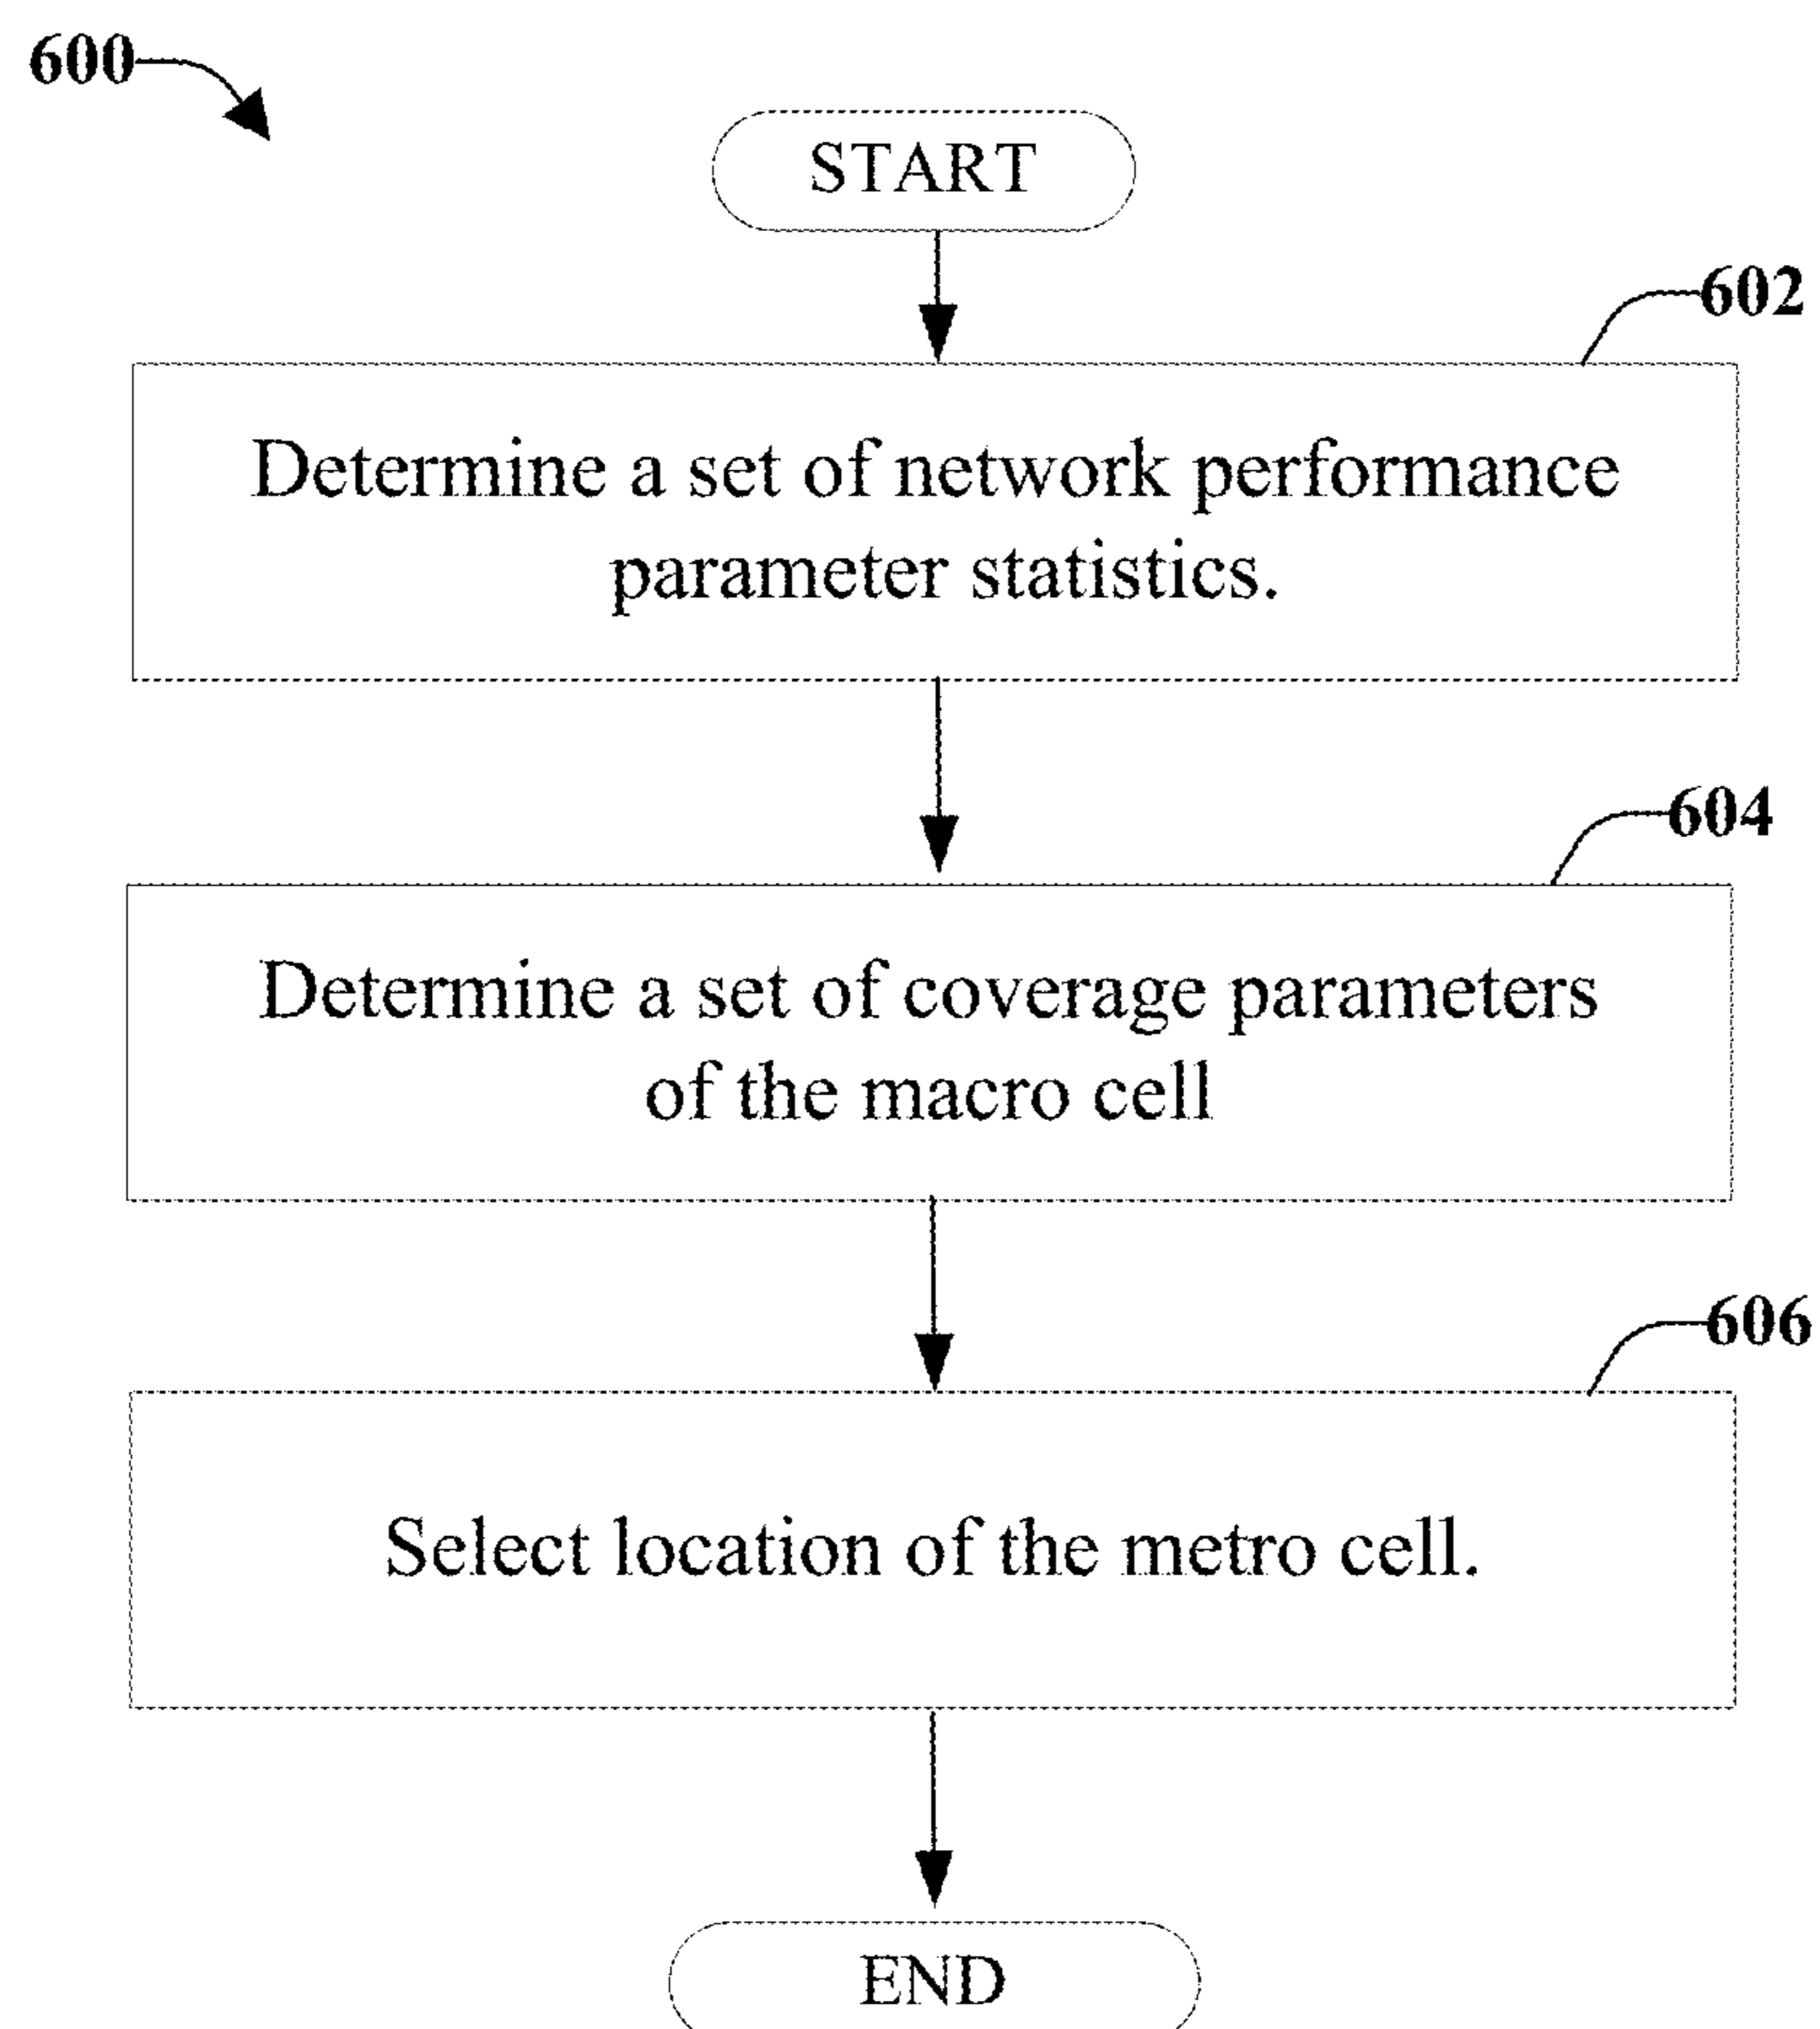 600
START
602
Determine a set of network performance
parameter statistics.
604
Determine a set of coverage parameters
of the macro cell
606
Select location of the metro cell.
END